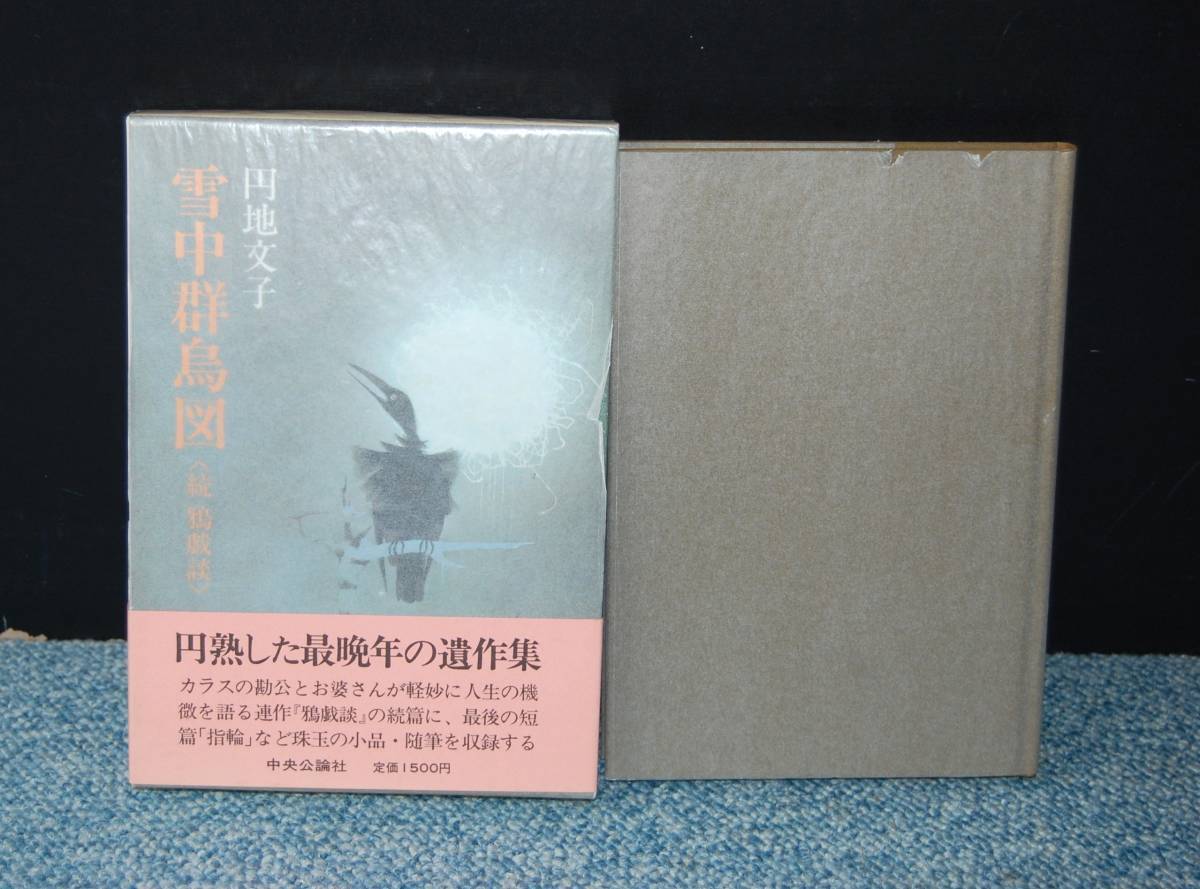 円地文子
雪中群烏図
〈続 鴉戯談〉
円熟した最晩年の遺作集
カラスの勘公とお婆さんが軽妙に人生の機
微を語る連作『鴉戯談』の続篇に、最後の短
篇「指輪」など珠玉の小品・随筆を収録する
中央公論社 定価1500円